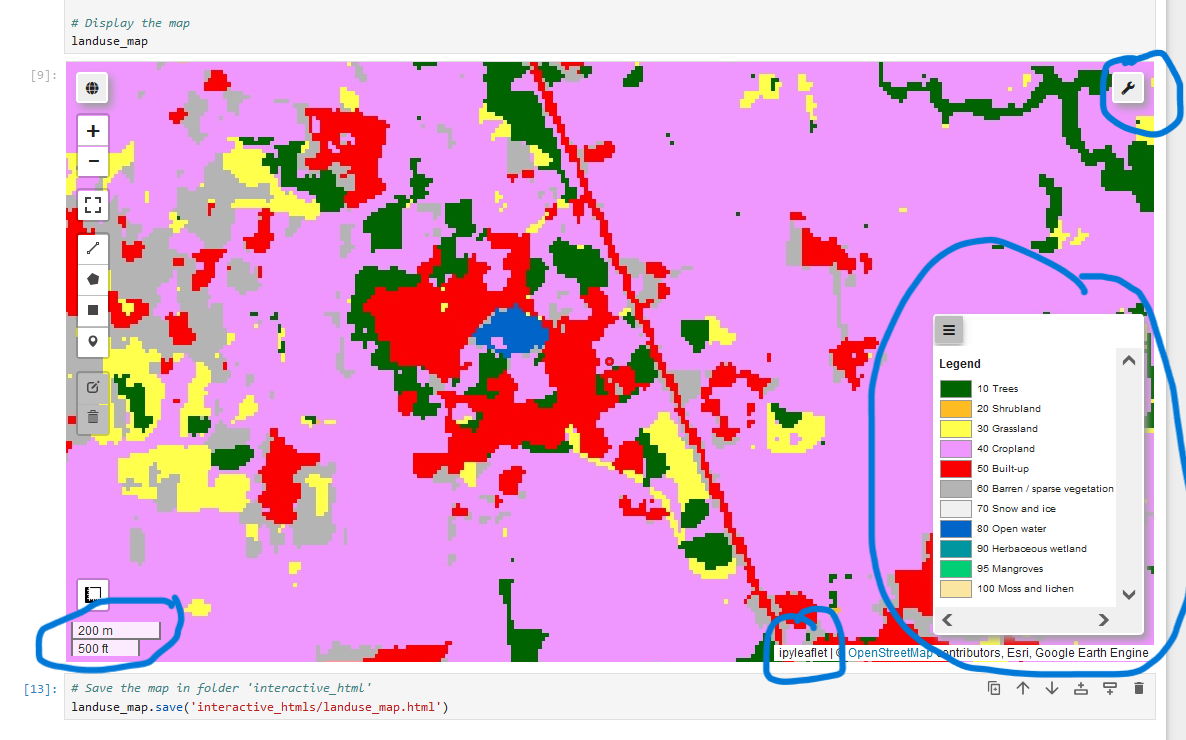 # Display the map
landuse_map
[9]:
+
−
Legend
10 Trees
20 Shrubland
30 Grassland
40 Cropland
50 Built-up
60 Barren / sparse vegetation
70 Snow and ice
80 Open water
90 Herbaceous wetland
95 Mangroves
100 Moss and lichen
200 m
500 ft
ipyleaflet | © OpenStreetMap contributors, Esri, Google Earth Engine
[13]:
# Save the map in folder 'interactive_html'
landuse_map.save('interactive_htmls/landuse_map.html')